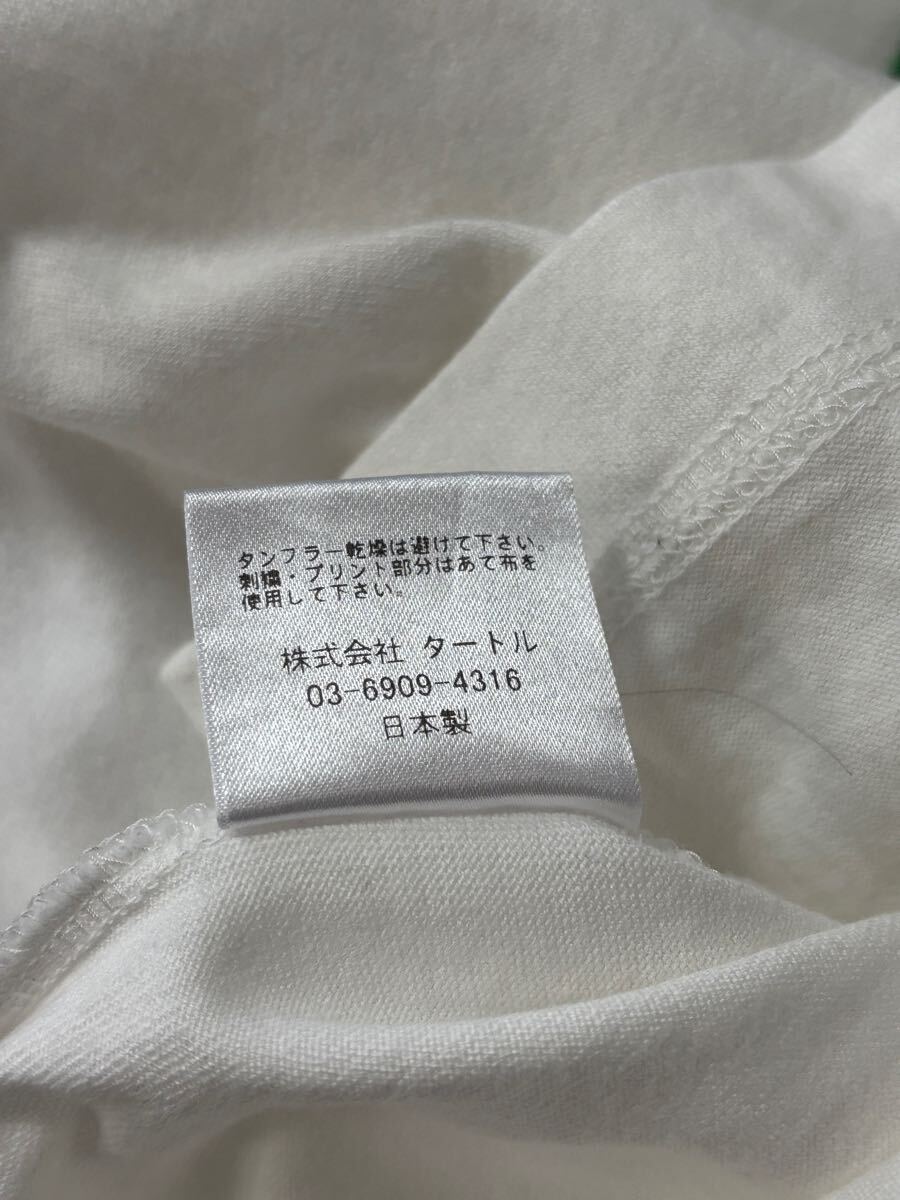 タンブラー乾燥は避けて下さい。
刺繍・プリント部分はあて布を
使用して下さい。
株式会社 タートル
03-6909-4316
日本製